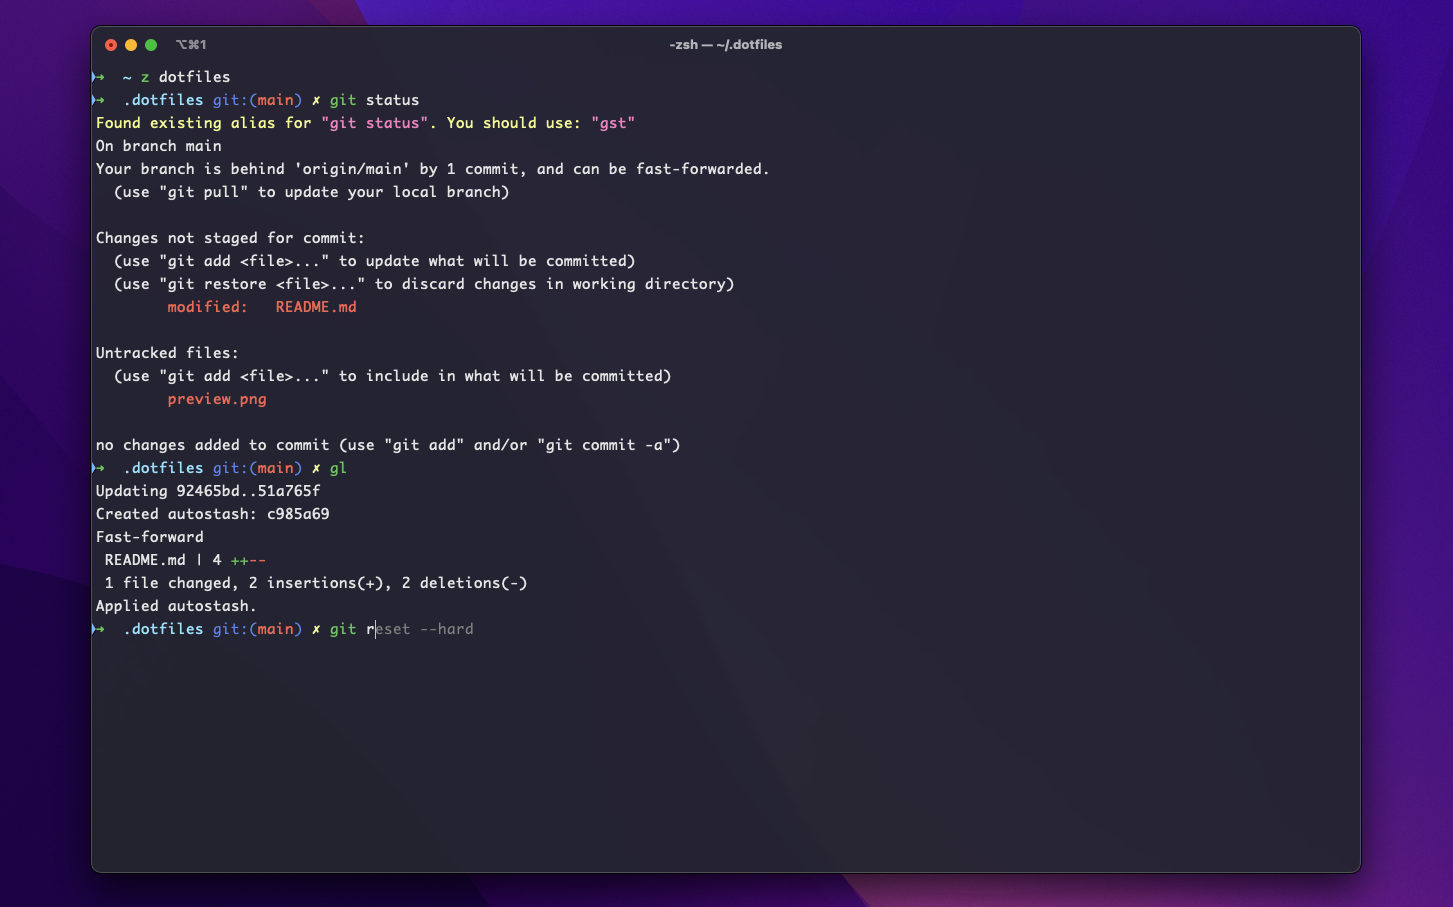 ⌥⌘1
-zsh — ~/.dotfiles
➜  ~ z dotfiles
➜  .dotfiles git:(main) ✗ git status
Found existing alias for "git status". You should use: "gst"
On branch main
Your branch is behind 'origin/main' by 1 commit, and can be fast-forwarded.
  (use "git pull" to update your local branch)

Changes not staged for commit:
  (use "git add <file>..." to update what will be committed)
  (use "git restore <file>..." to discard changes in working directory)
        modified:   README.md

Untracked files:
  (use "git add <file>..." to include in what will be committed)
        preview.png

no changes added to commit (use "git add" and/or "git commit -a")
➜  .dotfiles git:(main) ✗ gl
Updating 92465bd..51a765f
Created autostash: c985a69
Fast-forward
 README.md | 4 ++--
 1 file changed, 2 insertions(+), 2 deletions(-)
Applied autostash.
➜  .dotfiles git:(main) ✗ git reset --hard